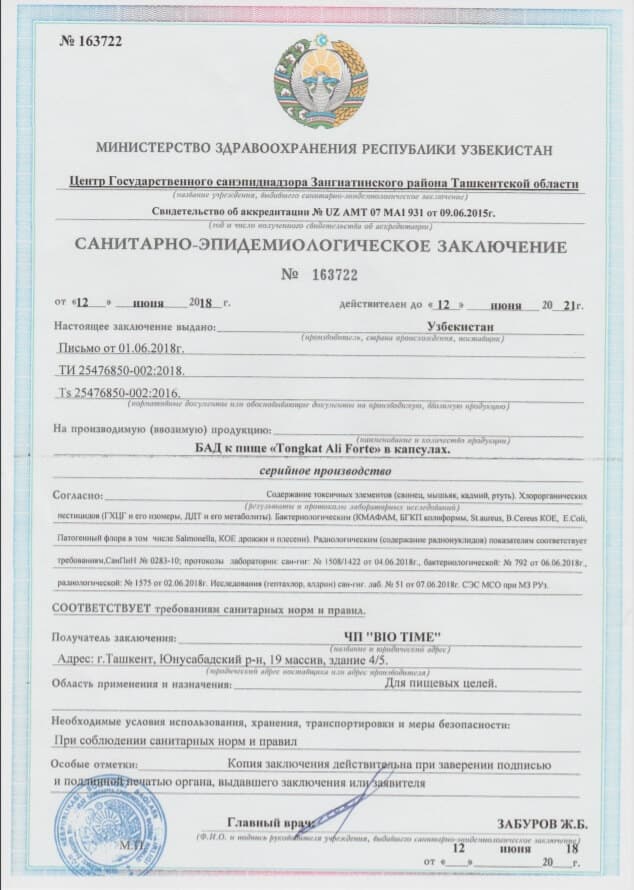 № 163722
МИНИСТЕРСТВО ЗДРАВООХРАНЕНИЯ РЕСПУБЛИКИ УЗБЕКИСТАН
Центр Государственного санэпиднадзора Зангиатинского района Ташкентской области
(название учреждения, выдавшего санитарно-эпидемиологическое заключение)
Свидетельство об аккредитации № UZ AMT 07 MAI 931 от 09.06.2015г.
(год и число полученного свидетельства об аккредитации)
САНИТАРНО-ЭПИДЕМИОЛОГИЧЕСКОЕ ЗАКЛЮЧЕНИЕ
№ 163722
от «12 » июня 2018 г. действителен до « 12 » июня 20 21г.
Настоящее заключение выдано: Узбекистан
(производитель, страна происхождения, поставщик)
Письмо от 01.06.2018г.
ТИ 25476850-002:2018.
Ts 25476850-002:2016.
(нормативные документы или обосновывающие документы на производимую, ввозимую продукцию)
На производимую (ввозимую) продукцию:
(наименование и количество продукции)
БАД к пище «Tongkat Ali Forte» в капсулах.
серийное производство
Согласно: Содержание токсичных элементов (свинец, мышьяк, кадмий, ртуть). Хлорорганических
(результаты и протоколы лабораторных исследований)
пестицидов (ГХЦГ и его изомеры, ДДТ и его метаболиты). Бактериологическим (КМАФАМ, БГКП колиформы, St.aureus, B.Cereus КОЕ, E.Coli,
Патогенный флора в том числе Salmonella, КОЕ дрожжи и плесени). Радиологическим (содержание радионуклидов) показателям соответствует
требованиям,СанПиН № 0283-10; протоколы лаборатории: сан-гиг: № 1508/1422 от 04.06.2018г., бактериологической: № 792 от 06.06.2018г.,
радиологической: № 1575 от 02.06.2018г. Исследования (гептахлор, алдрин) сан-гиг. лаб. № 51 от 07.06.2018г. СЭС МСО при МЗ РУз.
СООТВЕТСТВУЕТ требованиям санитарных норм и правил.
Получатель заключения: ЧП "BIO TIME"
(название и юридический адрес)
Адрес: г.Ташкент, Юнусабадский р-н, 19 массив, здание 4/5.
(юридический адрес поставщика или адрес производителя)
Область применения и назначения: Для пищевых целей.
Необходимые условия использования, хранения, транспортировки и меры безопасности:
При соблюдении санитарных норм и правил
Особые отметки: Копия заключения действительна при заверении подписью
и подлинной печатью органа, выдавшего заключения или заявителя
Главный врач: ЗАБУРОВ Ж.Б.
(Ф.И.О. и подпись руководителя учреждения, выдавшего санитарно-эпидемиологическое заключение)
М.П.
от «12» июня 20 18 г.